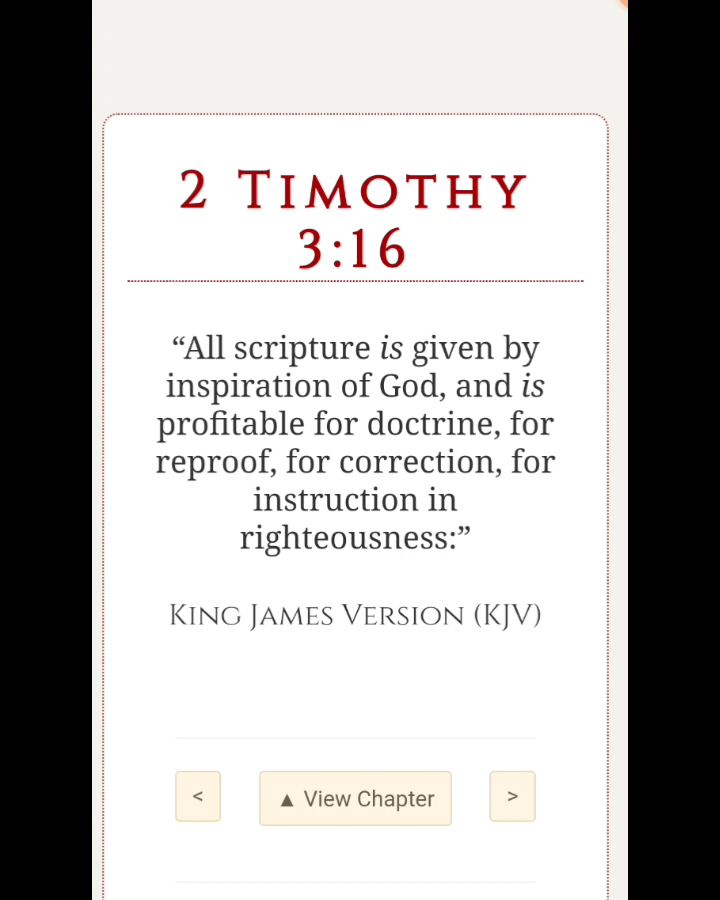 2 Timothy
3:16
“All scripture is given by
inspiration of God, and is
profitable for doctrine, for
reproof, for correction, for
instruction in
righteousness:”
King James Version (KJV)
< ▲ View Chapter >